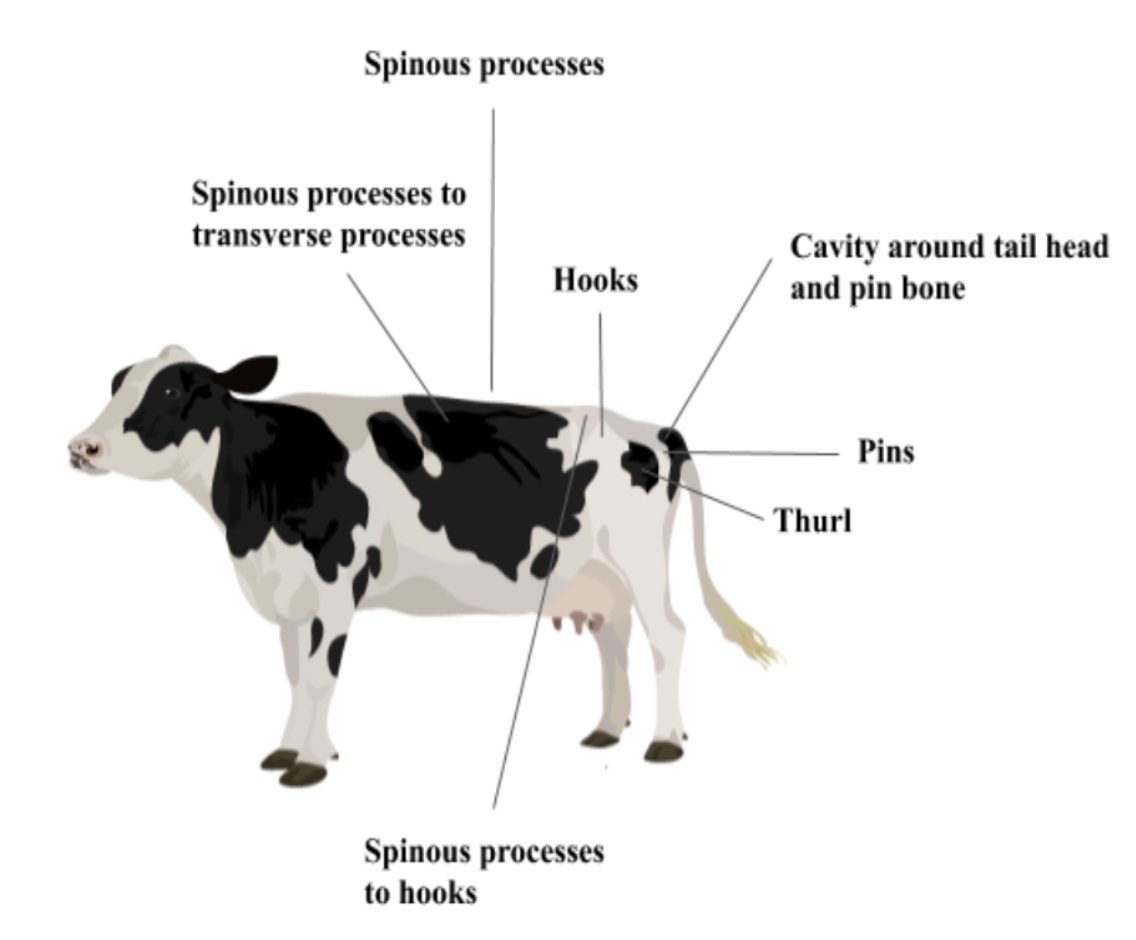 Spinous processes
Spinous processes to
transverse processes
Hooks
Cavity around tail head
and pin bone
Pins
Thurl
Spinous processes
to hooks